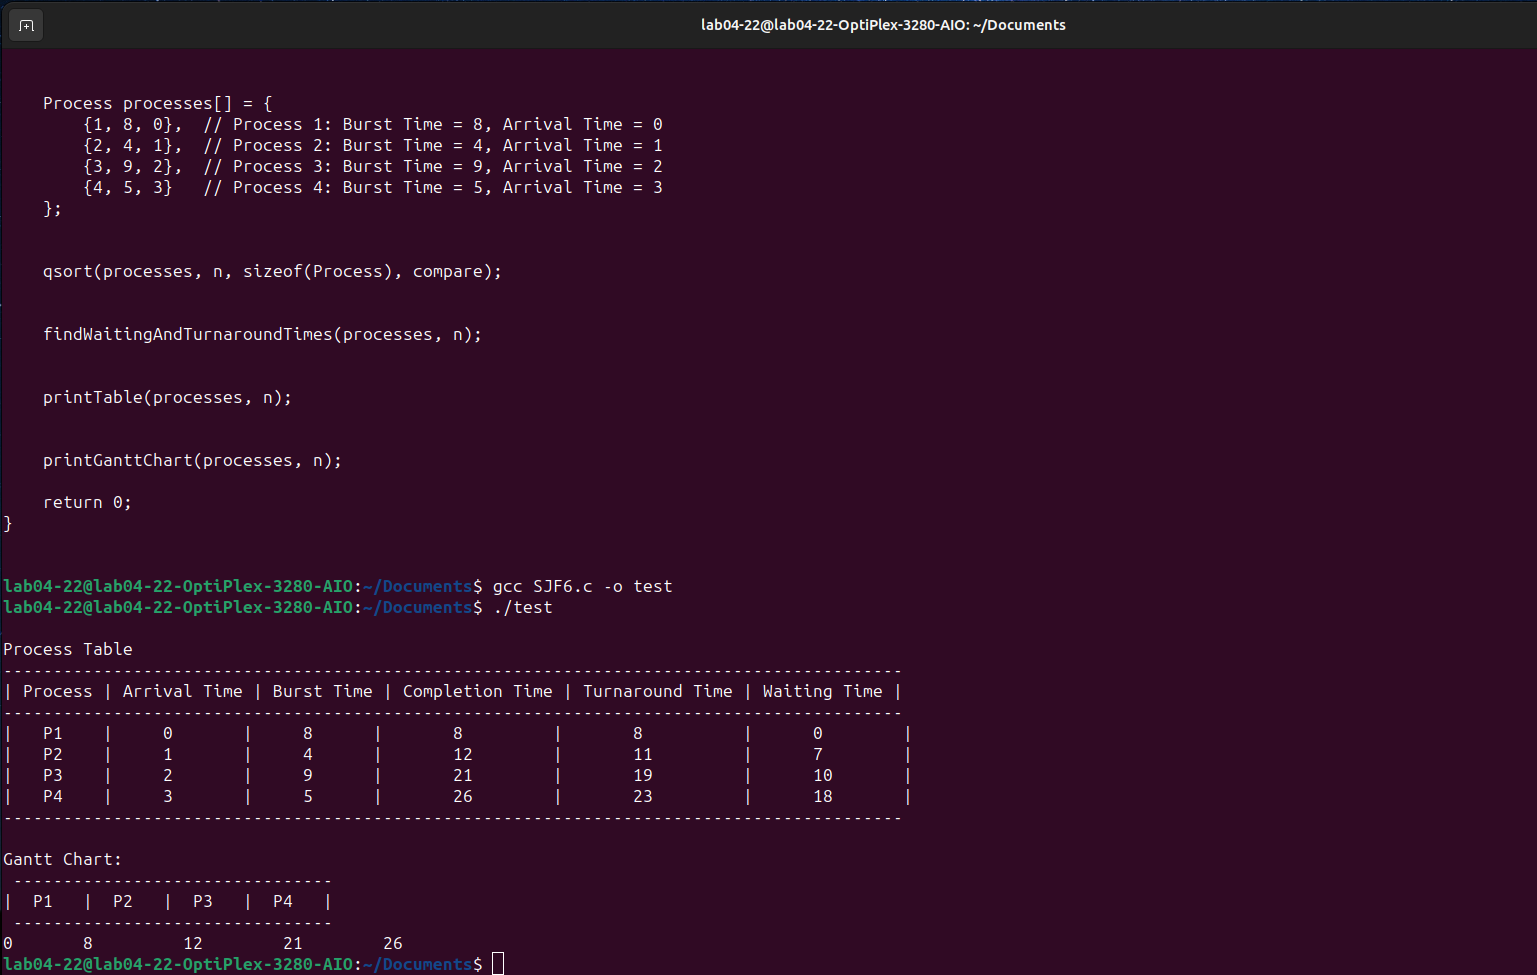 lab04-22@lab04-22-OptiPlex-3280-AIO: ~/Documents
    Process processes[] = {
        {1, 8, 0},  // Process 1: Burst Time = 8, Arrival Time = 0
        {2, 4, 1},  // Process 2: Burst Time = 4, Arrival Time = 1
        {3, 9, 2},  // Process 3: Burst Time = 9, Arrival Time = 2
        {4, 5, 3}   // Process 4: Burst Time = 5, Arrival Time = 3
    };
    qsort(processes, n, sizeof(Process), compare);
    findWaitingAndTurnaroundTimes(processes, n);
    printTable(processes, n);
    printGanttChart(processes, n);
    return 0;
}
lab04-22@lab04-22-OptiPlex-3280-AIO:~/Documents$ gcc SJF6.c -o test
lab04-22@lab04-22-OptiPlex-3280-AIO:~/Documents$ ./test
Process Table
------------------------------------------------------------------------------------------
| Process | Arrival Time | Burst Time | Completion Time | Turnaround Time | Waiting Time |
------------------------------------------------------------------------------------------
|   P1    |     0       |     8      |       8         |       8          |      0        |
|   P2    |     1       |     4      |       12        |       11         |      7        |
|   P3    |     2       |     9      |       21        |       19         |      10       |
|   P4    |     3       |     5      |       26        |       23         |      18       |
------------------------------------------------------------------------------------------
Gantt Chart:
 --------------------------------
|  P1   |  P2   |  P3   |  P4   |
 --------------------------------
0       8         12        21        26
lab04-22@lab04-22-OptiPlex-3280-AIO:~/Documents$